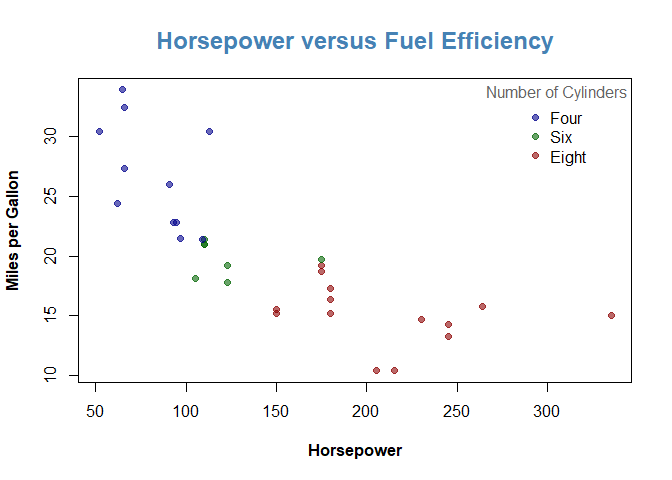 Horsepower versus Fuel Efficiency
Number of Cylinders
Four
Six
Eight
Miles per Gallon
30
25
20
15
10
50 100 150 200 250 300
Horsepower